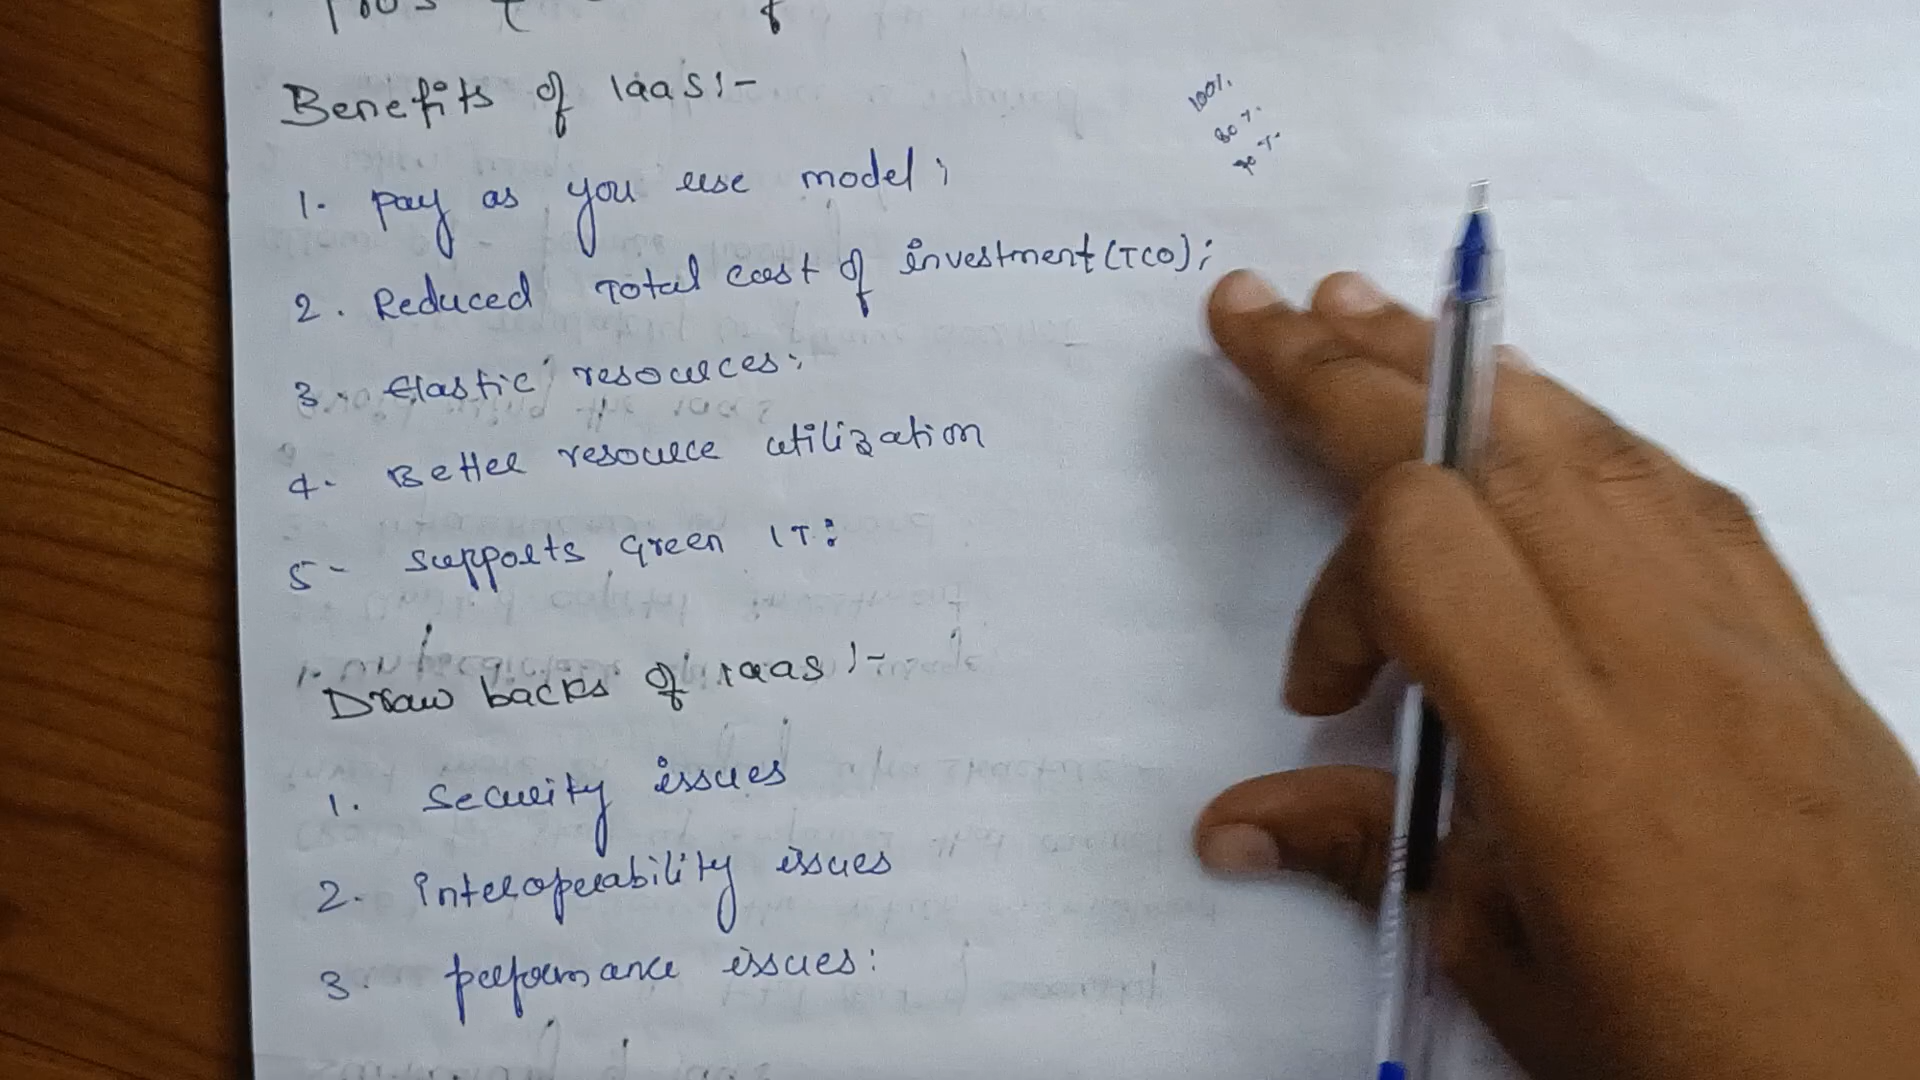 Benefits of IaaS:-
100%
80%
1. Pay as you use model:
2. Reduced Total cost of investment (TCO):
3. Elastic resources:
4. Better resource utilization
5- supports Green IT:
Draw backs of Iaas:-
1. Security issues
2. Interoperability issues
3. performance issues: